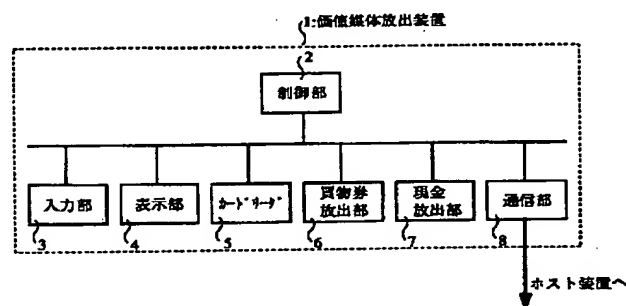 1:価値媒体放出装置
2
制御部
入力部
表示部
ｶｰﾄﾞﾘｰﾀﾞ
買物券
放出部
現金
放出部
通信部
3
4
5
6
7
8
ホスト装置へ